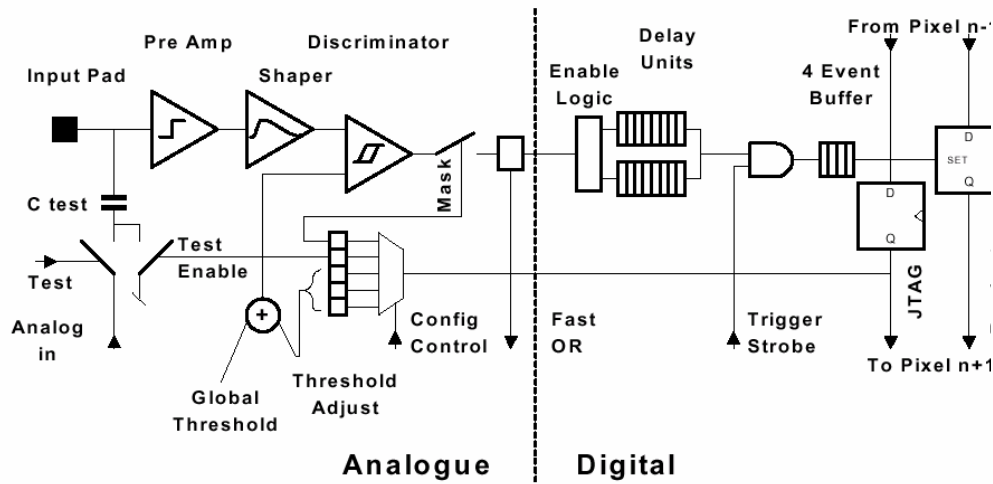 From Pixel n-1
Pre Amp
Discriminator
Delay
Units
Input Pad
Shaper
Enable
Logic
4 Event
Buffer
D
SET
Q
Mask
C test
D
Q
Test
Enable
Test
JTAG
Analog
in
Config
Control
Fast
OR
Trigger
Strobe
To Pixel n+1
Threshold
Adjust
Global
Threshold
Analogue
Digital